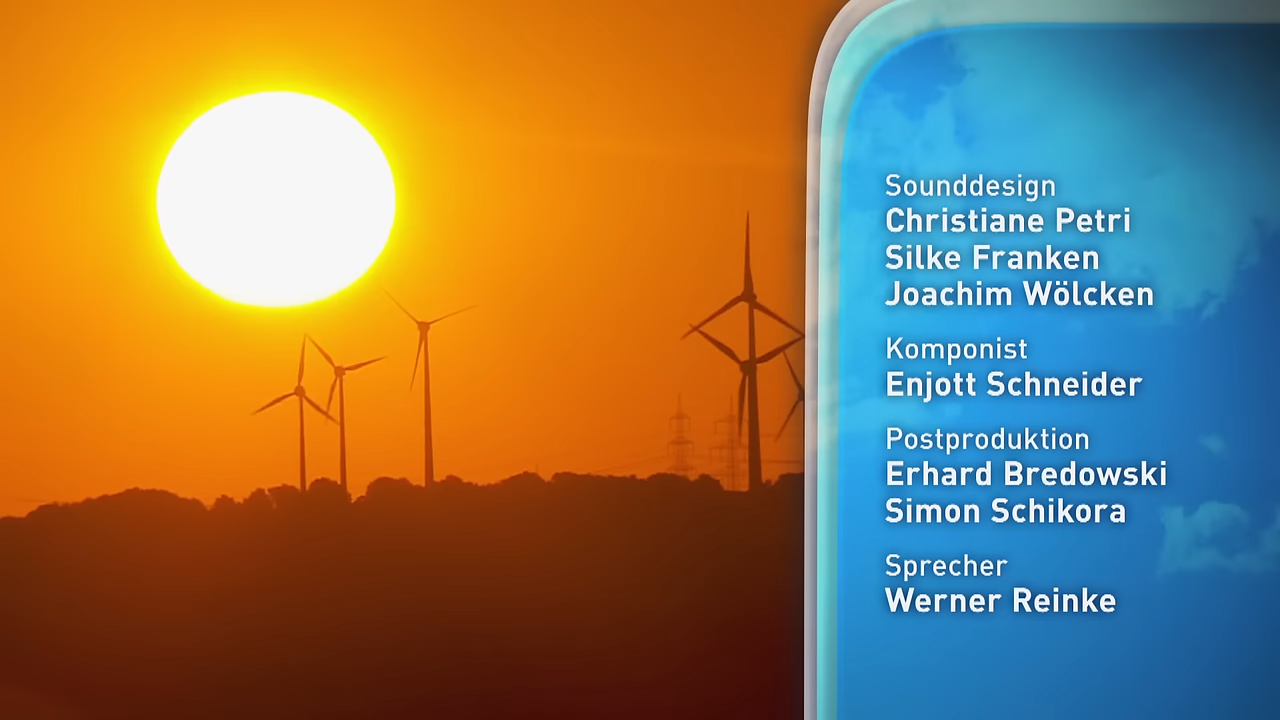 Sounddesign
Christiane Petri
Silke Franken
Joachim Wölcken
Komponist
Enjott Schneider
Postproduktion
Erhard Bredowski
Simon Schikora
Sprecher
Werner Reinke